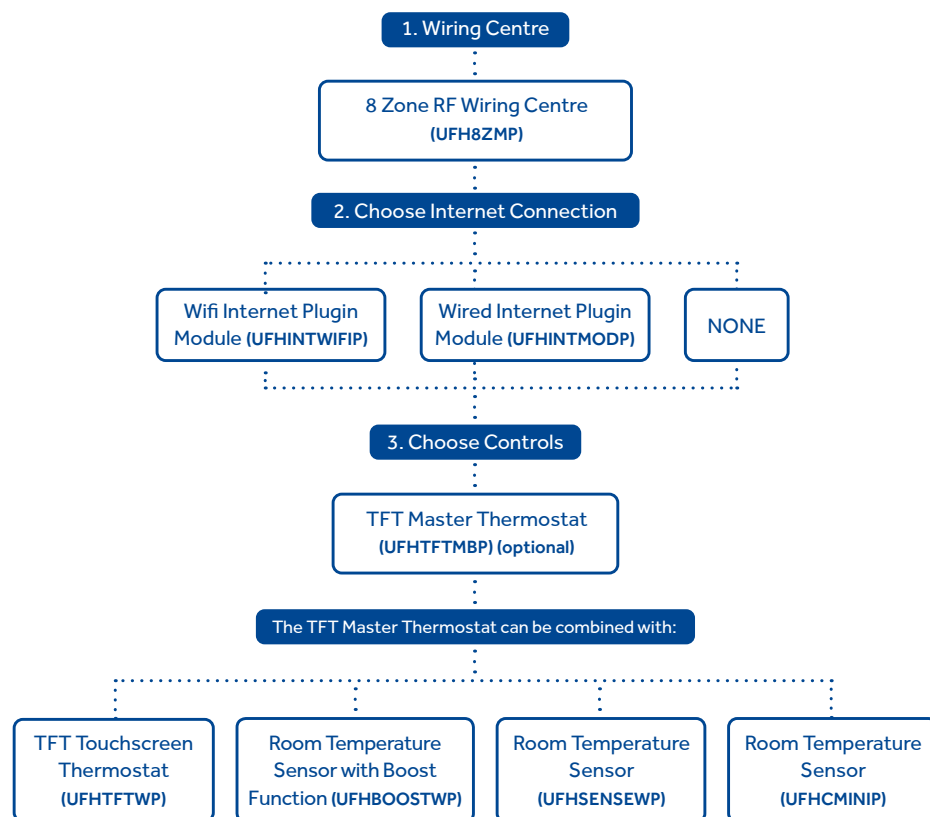 1. Wiring Centre
8 Zone RF Wiring Centre
(UFH8ZMP)
2. Choose Internet Connection
Wifi Internet Plugin
Module (UFHINTWIFIP)
Wired Internet Plugin
Module (UFHINTMODP)
NONE
3. Choose Controls
TFT Master Thermostat
(UFHTFTMBP) (optional)
The TFT Master Thermostat can be combined with:
TFT Touchscreen
Thermostat
(UFHTFTWP)
Room Temperature
Sensor with Boost
Function (UFHBOOSTWP)
Room Temperature
Sensor
(UFHSENSEWP)
Room Temperature
Sensor
(UFHCMINIP)